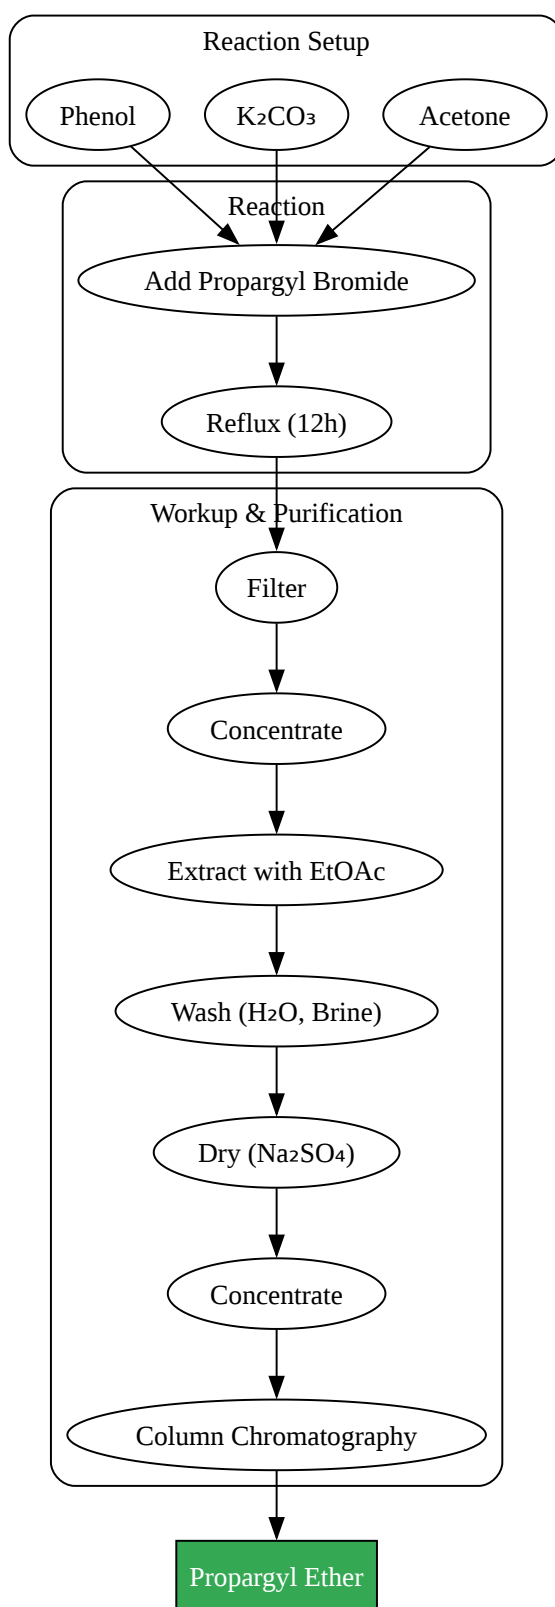 Reaction Setup
Phenol K₂CO₃ Acetone
Reaction
Add Propargyl Bromide
Reflux (12h)
Workup & Purification
Filter
Concentrate
Extract with EtOAc
Wash (H₂O, Brine)
Dry (Na₂SO₄)
Concentrate
Column Chromatography
Propargyl Ether